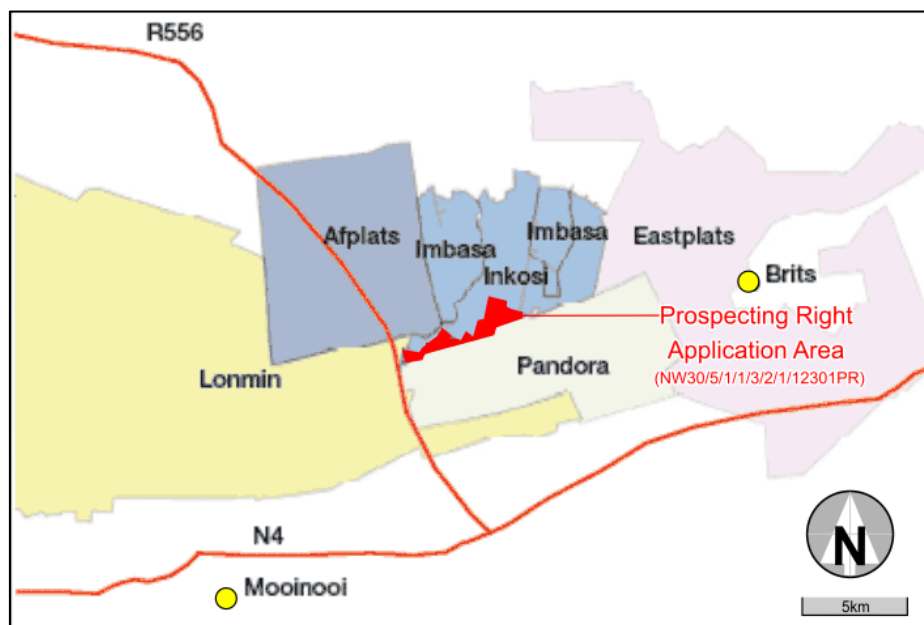 R556
Afplats
Imbasa
Imbasa
Eastplats
Inkosi
Brits
Prospecting Right
Application Area
(NW30/5/1/1/3/2/1/12301PR)
Lonmin
Pandora
N4
N
Mooinooi
5km